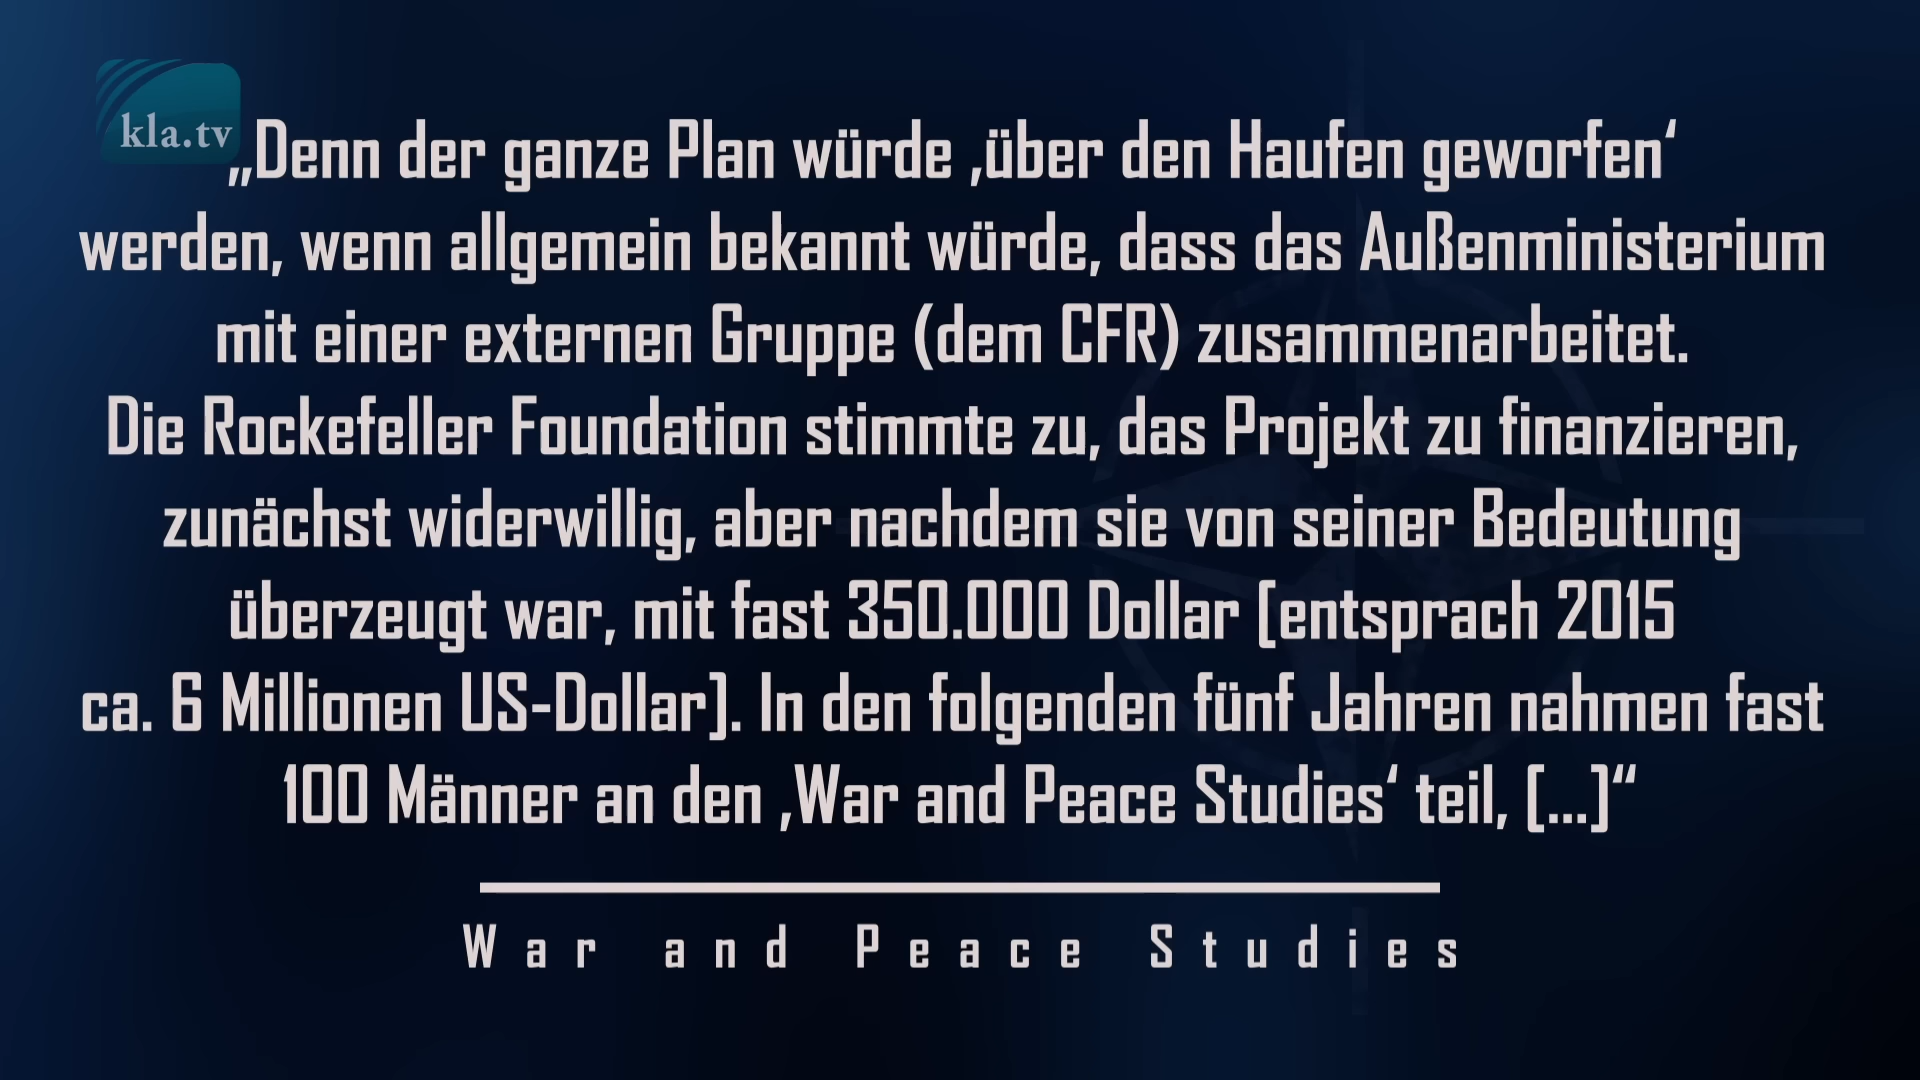 kla.tv
„Denn der ganze Plan würde ‚über den Haufen geworfen‘
werden, wenn allgemein bekannt würde, dass das Außenministerium
mit einer externen Gruppe (dem CFR) zusammenarbeitet.
Die Rockefeller Foundation stimmte zu, das Projekt zu finanzieren,
zunächst widerwillig, aber nachdem sie von seiner Bedeutung
überzeugt war, mit fast 350.000 Dollar [entsprach 2015
ca. 6 Millionen US-Dollar]. In den folgenden fünf Jahren nahmen fast
100 Männer an den ‚War and Peace Studies‘ teil, [...]“
War and Peace Studies